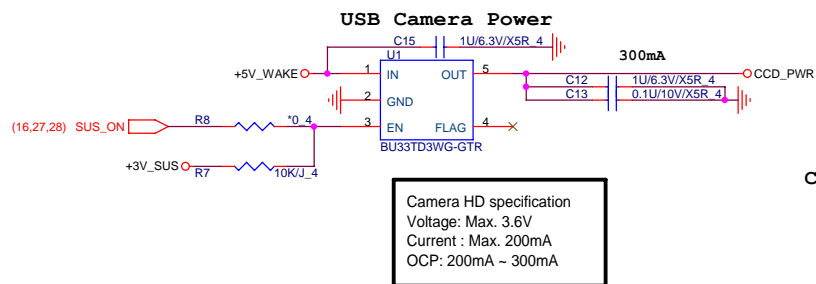 USB Camera Power
C15 1U/6.3V/X5R_4
U1
300mA
+5V_WAKE 1 IN OUT 5 CCD_PWR
C12 1U/6.3V/X5R_4
2 GND
C13 0.1U/10V/X5R_4
(16,27,28) SUS_ON R8 *0_4 3 EN FLAG 4
BU33TD3WG-GTR
+3V_SUS R7 10K/J_4
C
Camera HD specification
Voltage: Max. 3.6V
Current : Max. 200mA
OCP: 200mA ~ 300mA